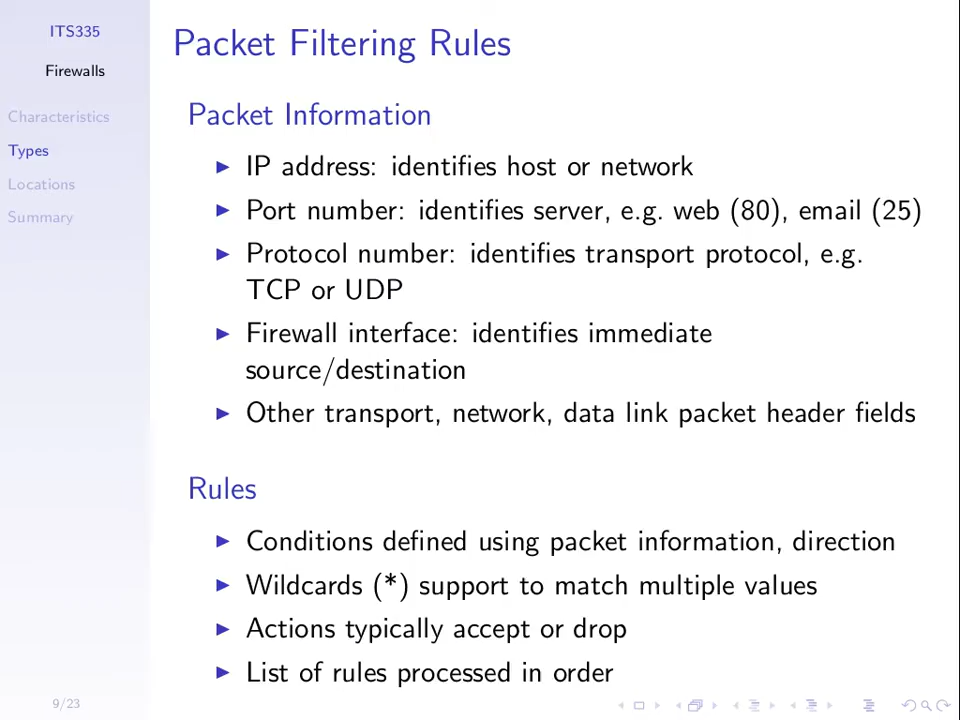 ITS335
Firewalls
Characteristics
Types
Locations
Summary
Packet Filtering Rules
Packet Information
IP address: identifies host or network
Port number: identifies server, e.g. web (80), email (25)
Protocol number: identifies transport protocol, e.g.
TCP or UDP
Firewall interface: identifies immediate
source/destination
Other transport, network, data link packet header fields
Rules
Conditions defined using packet information, direction
Wildcards (*) support to match multiple values
Actions typically accept or drop
List of rules processed in order
9/23